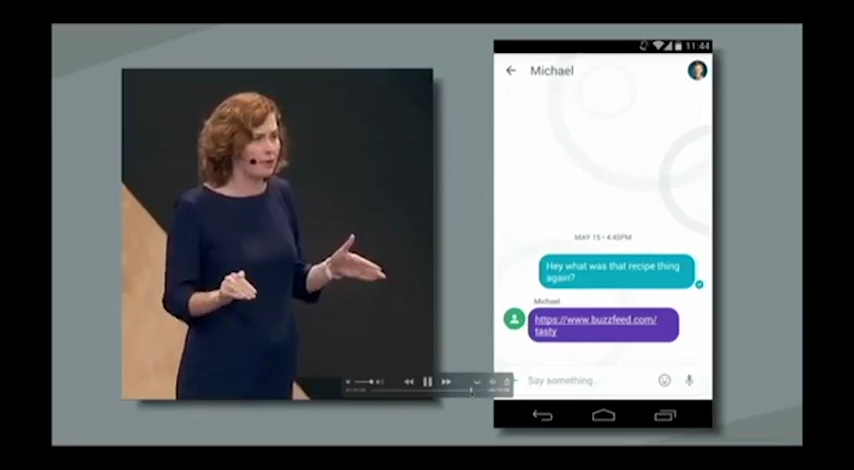 11:44
Michael
MAY 15 • 4:45PM
Hey what was that recipe thing
again?
Michael
https://www.buzzfeed.com/
tasty
Say something...